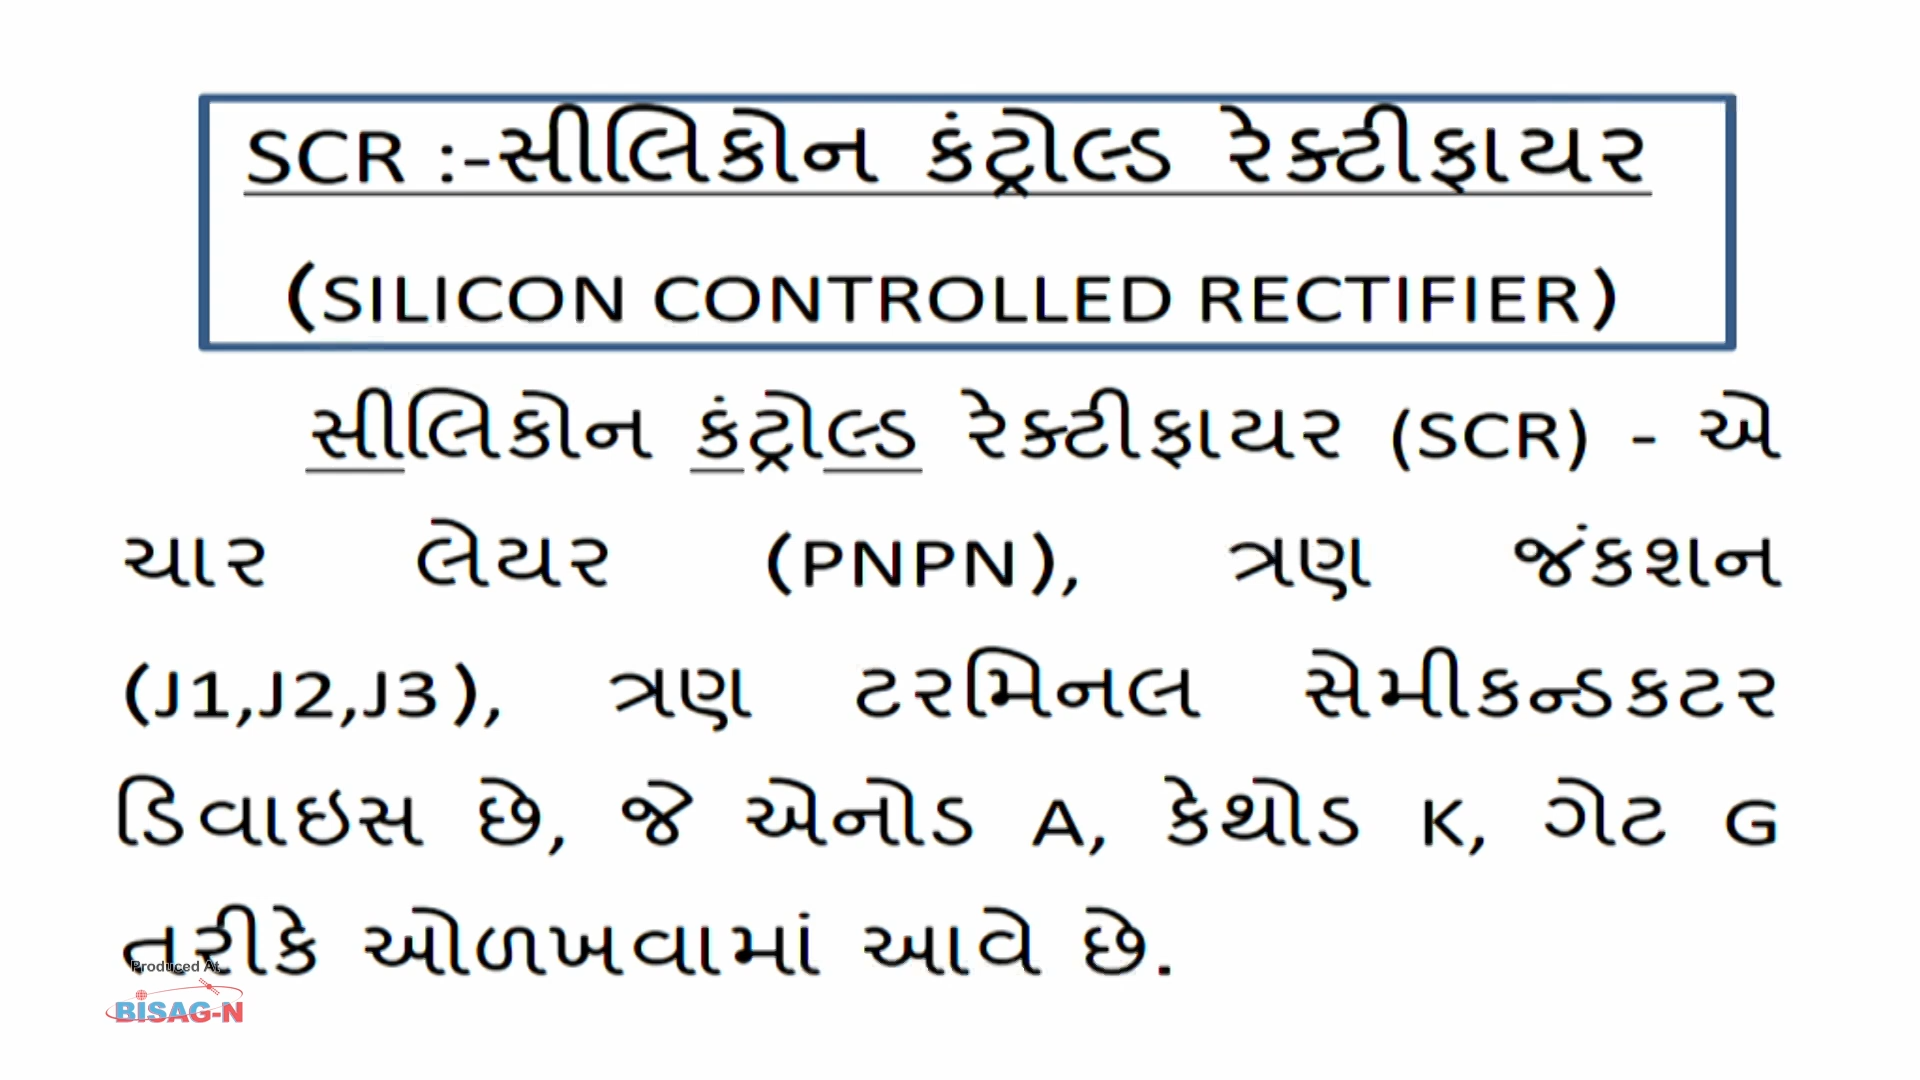 SCR :-સીલિકોન કંટ્રોલ્ડ રેક્ટીફાયર
(SILICON CONTROLLED RECTIFIER)
સીલિકોન કંટ્રોલ્ડ રેક્ટીફાયર (SCR) - એ
ચાર લેયર (PNPN), ત્રણ જંકશન
(J1,J2,J3), ત્રણ ટરમિનલ સેમીકન્ડકટર
ડિવાઇસ છે, જે એનોડ A, કેથોડ K, ગેટ G
તરીકે ઓળખવામાં આવે છે.
Produced At
BISAG-N